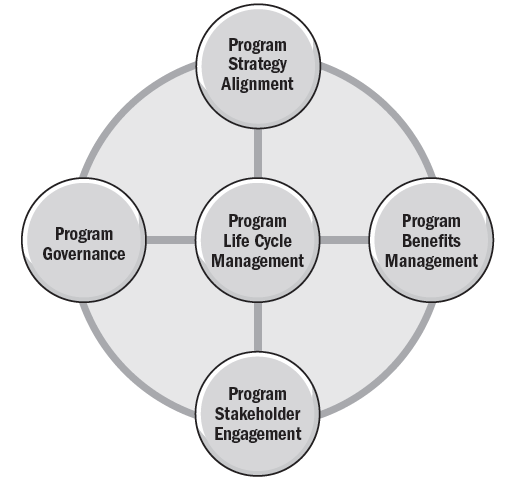 Program
Strategy
Alignment
Program
Governance
Program
Life Cycle
Management
Program
Benefits
Management
Program
Stakeholder
Engagement